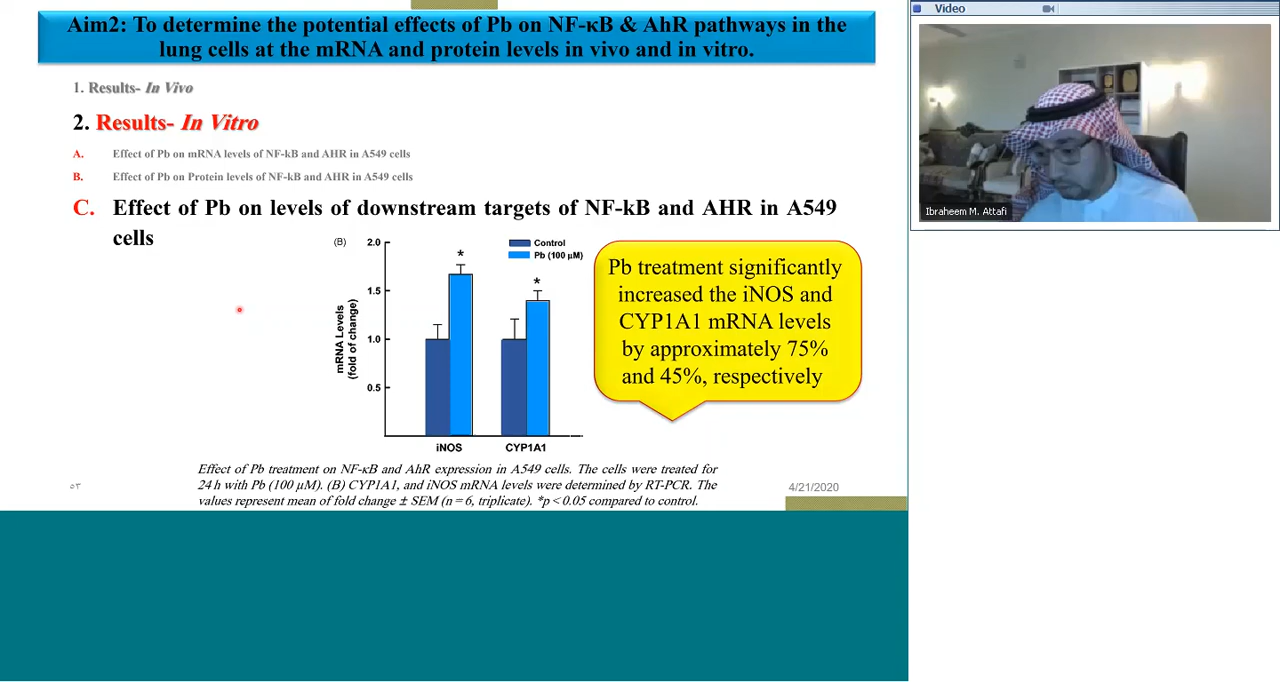 Aim2: To determine the potential effects of Pb on NF-κB & AhR pathways in the
lung cells at the mRNA and protein levels in vivo and in vitro.
1. Results- In Vivo
2. Results- In Vitro
A. Effect of Pb on mRNA levels of NF-kB and AHR in A549 cells
B. Effect of Pb on Protein levels of NF-kB and AHR in A549 cells
C. Effect of Pb on levels of downstream targets of NF-kB and AHR in A549
cells
(B)
Control
Pb (100 µM)
mRNA Levels
(fold of change)
2.0
1.5
1.0
0.5
*
*
iNOS
CYP1A1
Pb treatment significantly
increased the iNOS and
CYP1A1 mRNA levels
by approximately 75%
and 45%, respectively
Effect of Pb treatment on NF-κB and AhR expression in A549 cells. The cells were treated for
24 h with Pb (100 µM). (B) CYP1A1, and iNOS mRNA levels were determined by RT-PCR. The
values represent mean of fold change ± SEM (n = 6, triplicate). *p < 0.05 compared to control.
٥٣
4/21/2020
Video
Ibraheem M. Attafi